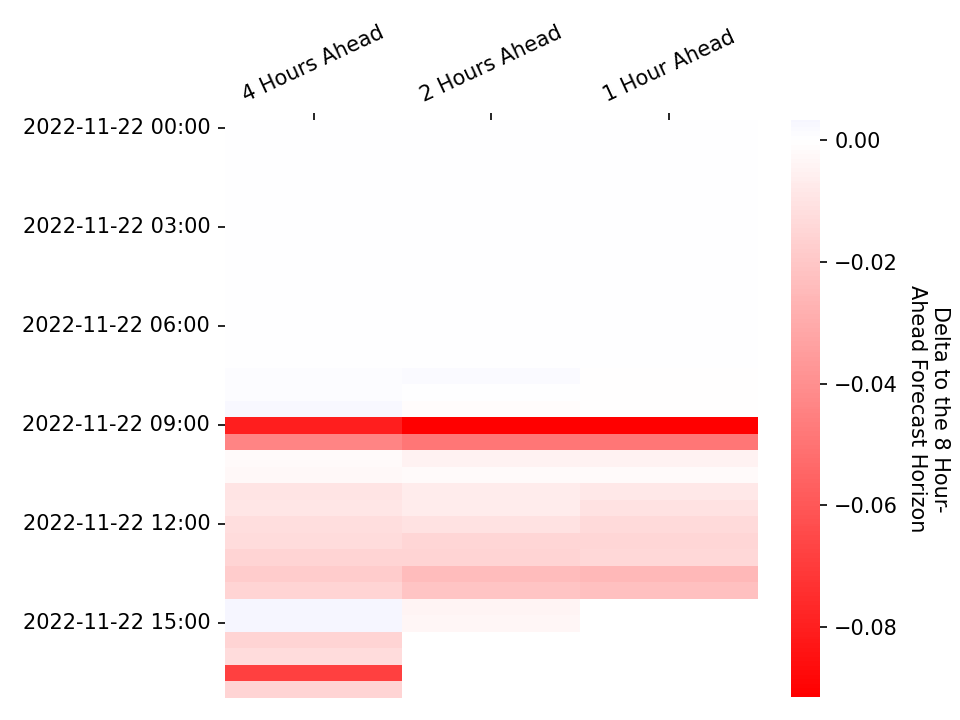 4 Hours Ahead
2 Hours Ahead
1 Hour Ahead
2022-11-22 00:00
2022-11-22 03:00
2022-11-22 06:00
2022-11-22 09:00
2022-11-22 12:00
2022-11-22 15:00
0.00
−0.02
−0.04
−0.06
−0.08
Delta to the 8 Hour-
Ahead Forecast Horizon